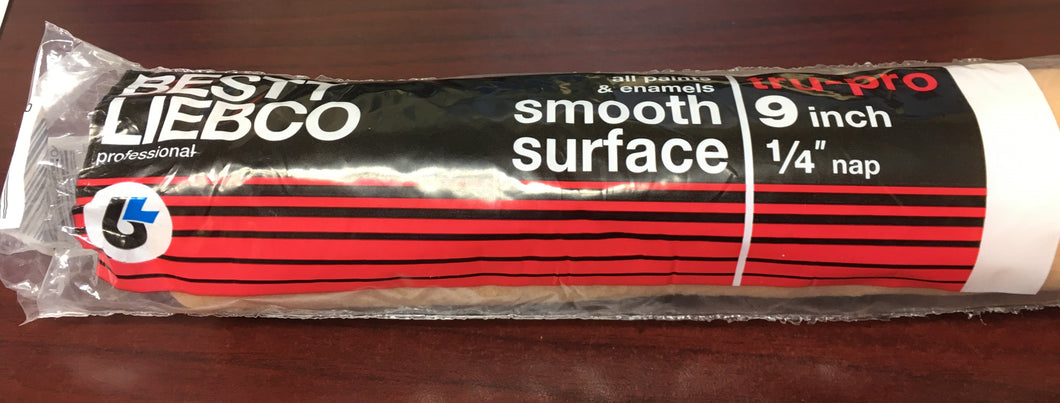 BESTT
LIEBCO
professional
all paints
& enamels
smooth
surface
tru-pro
9 inch
1/4" nap